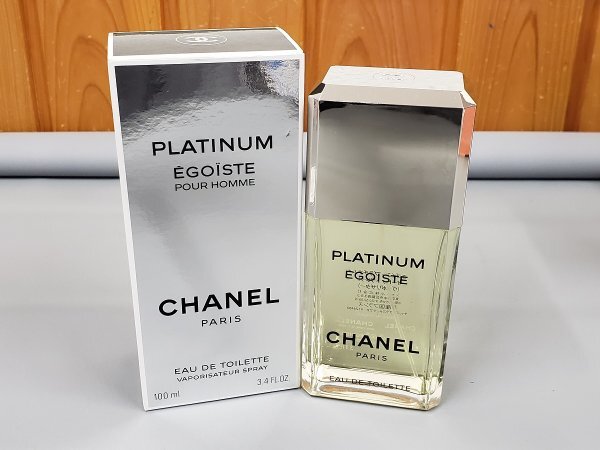 PLATINUM
ÉGOÏSTE
POUR HOMME
CHANEL
PARIS
EAU DE TOILETTE
VAPORISATEUR SPRAY
100 ml
3.4 FL.OZ.
PLATINUM
ÉGOÏSTE
CHANEL
PARIS
EAU DE TOILETTE